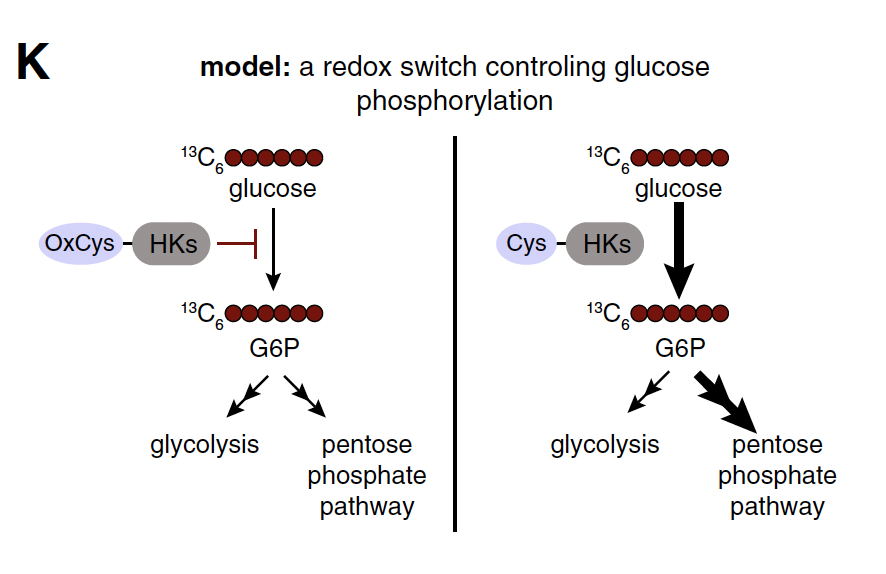 K
model: a redox switch controling glucose
phosphorylation
13C6
glucose
OxCys HKs
13C6
G6P
glycolysis
pentose
phosphate
pathway
13C6
glucose
Cys HKs
13C6
G6P
glycolysis
pentose
phosphate
pathway